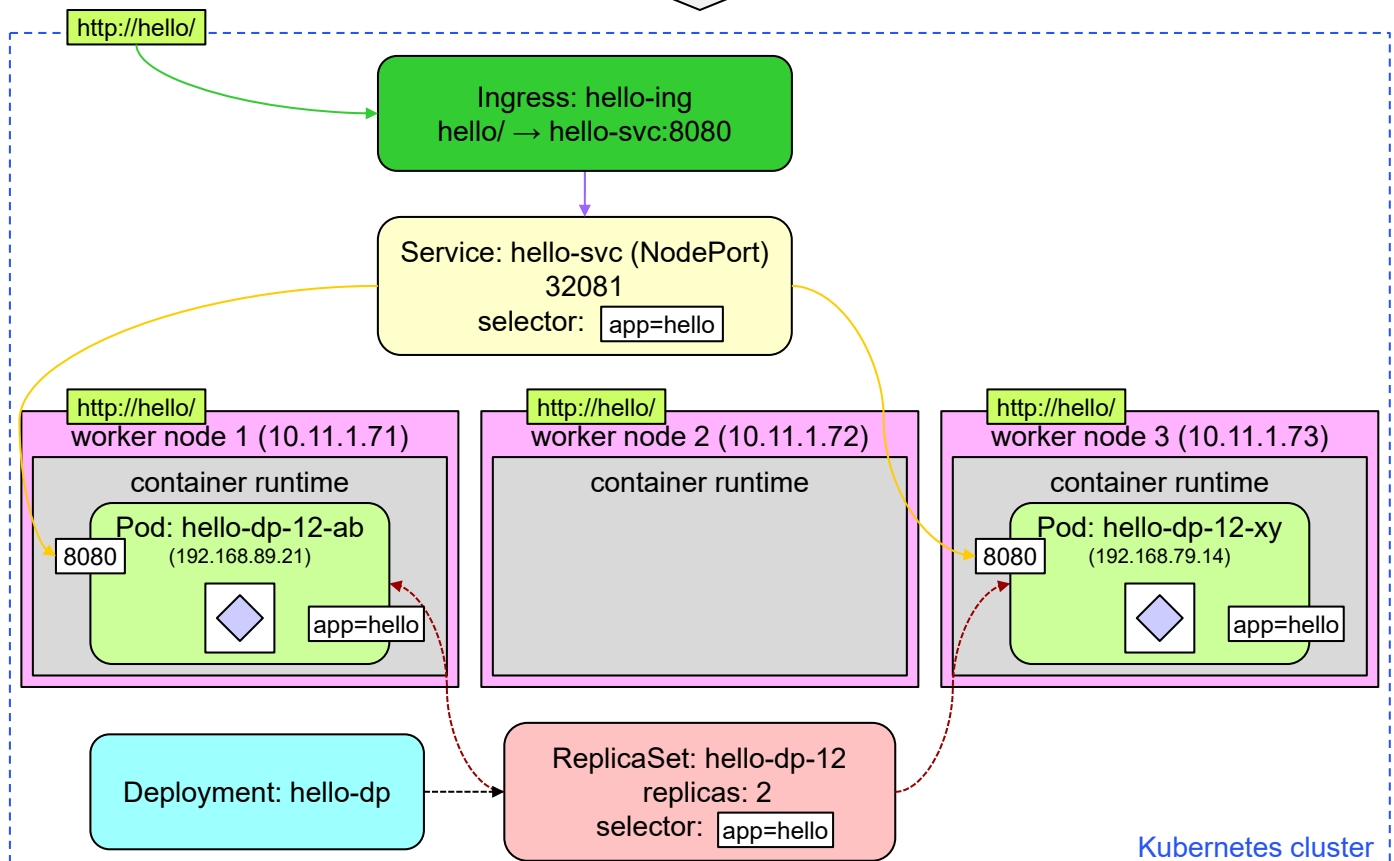 http://hello/
Ingress: hello-ing
hello/ → hello-svc:8080
Service: hello-svc (NodePort)
32081
selector: app=hello
http://hello/
worker node 1 (10.11.1.71)
container runtime
Pod: hello-dp-12-ab
(192.168.89.21)
8080
app=hello
http://hello/
worker node 2 (10.11.1.72)
container runtime
http://hello/
worker node 3 (10.11.1.73)
container runtime
Pod: hello-dp-12-xy
(192.168.79.14)
8080
app=hello
Deployment: hello-dp
ReplicaSet: hello-dp-12
replicas: 2
selector: app=hello
Kubernetes cluster